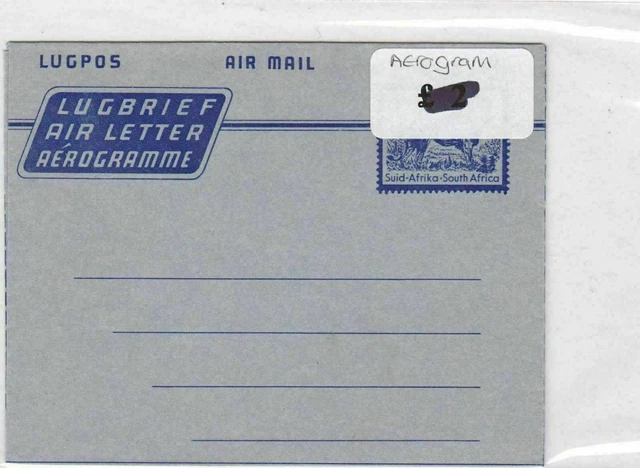 LUGPOS
AIR MAIL
Aerogram
£ 2
LUGBRIEF
AIR LETTER
AÉROGRAMME
Suid-Afrika-South Africa